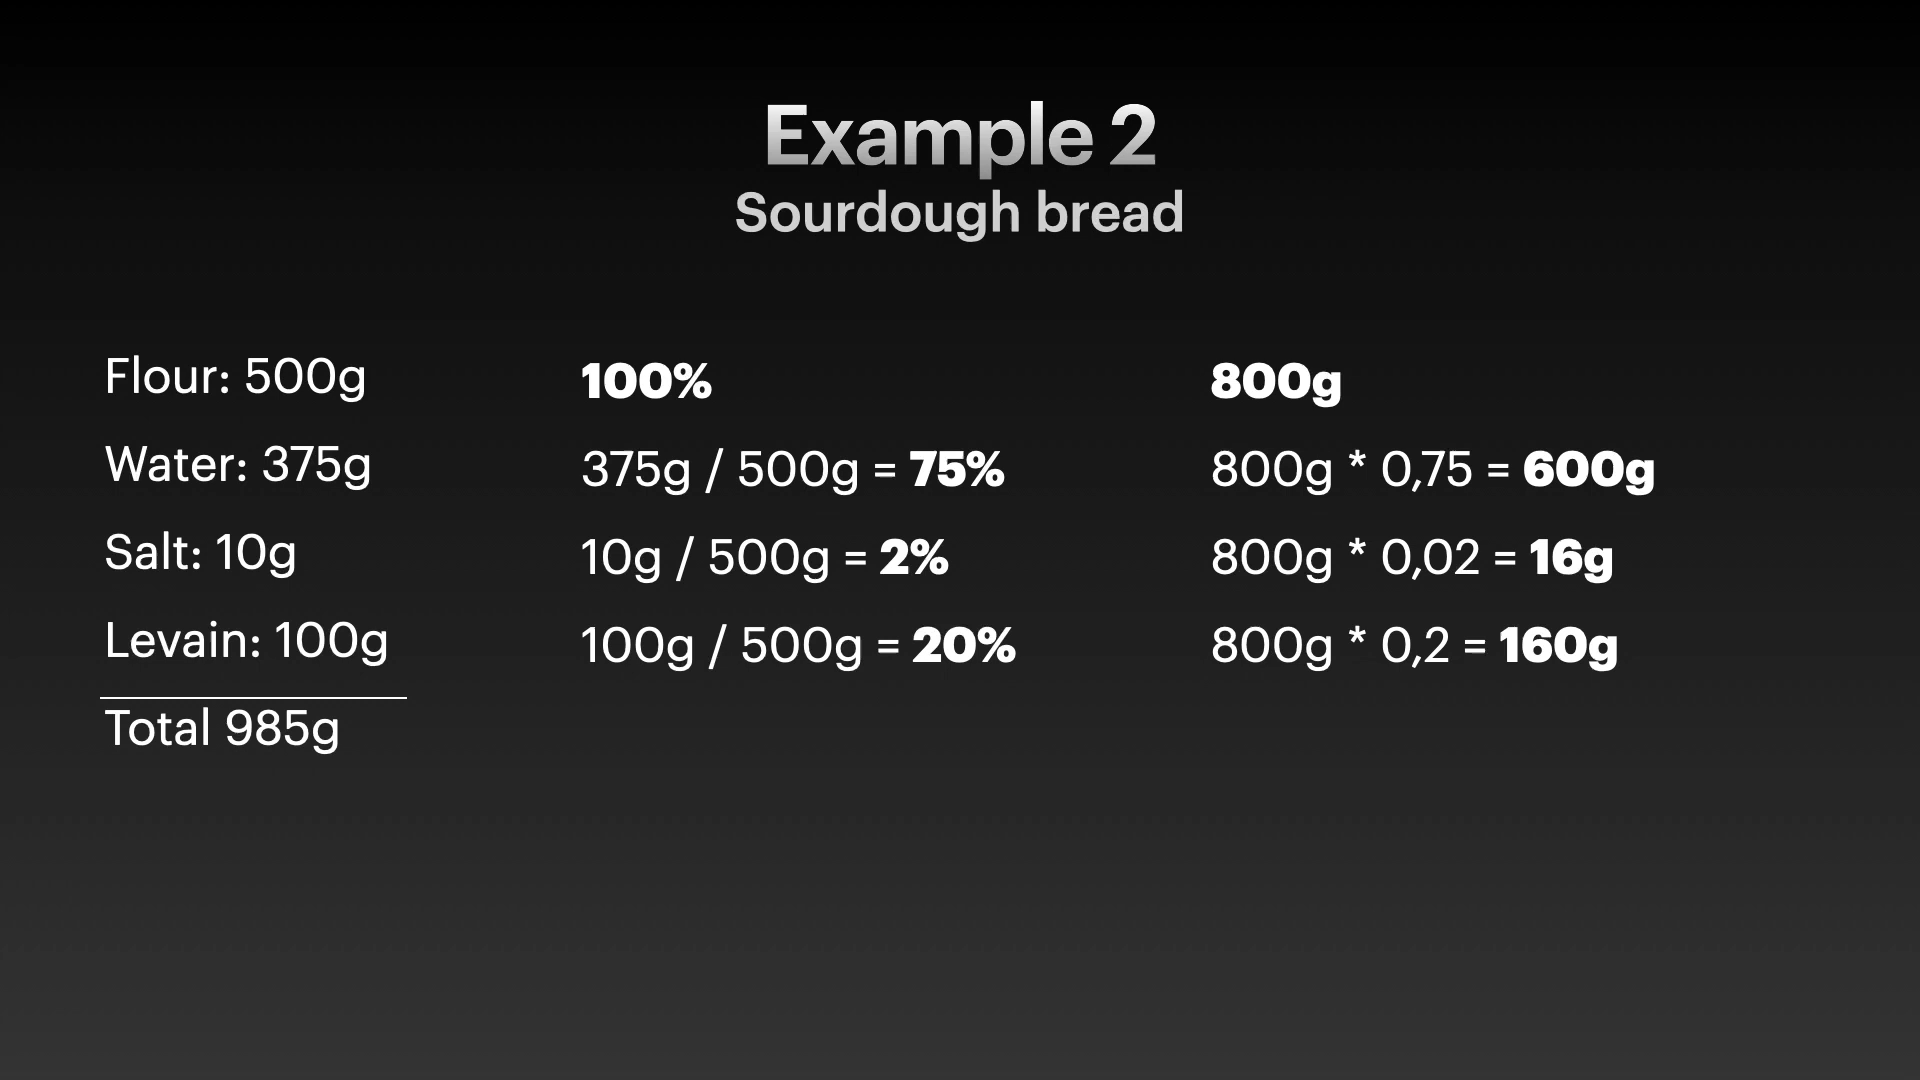 Example 2
Sourdough bread
Flour: 500g
100%
800g
Water: 375g
375g / 500g = 75%
800g * 0,75 = 600g
Salt: 10g
10g / 500g = 2%
800g * 0,02 = 16g
Levain: 100g
100g / 500g = 20%
800g * 0,2 = 160g
Total 985g